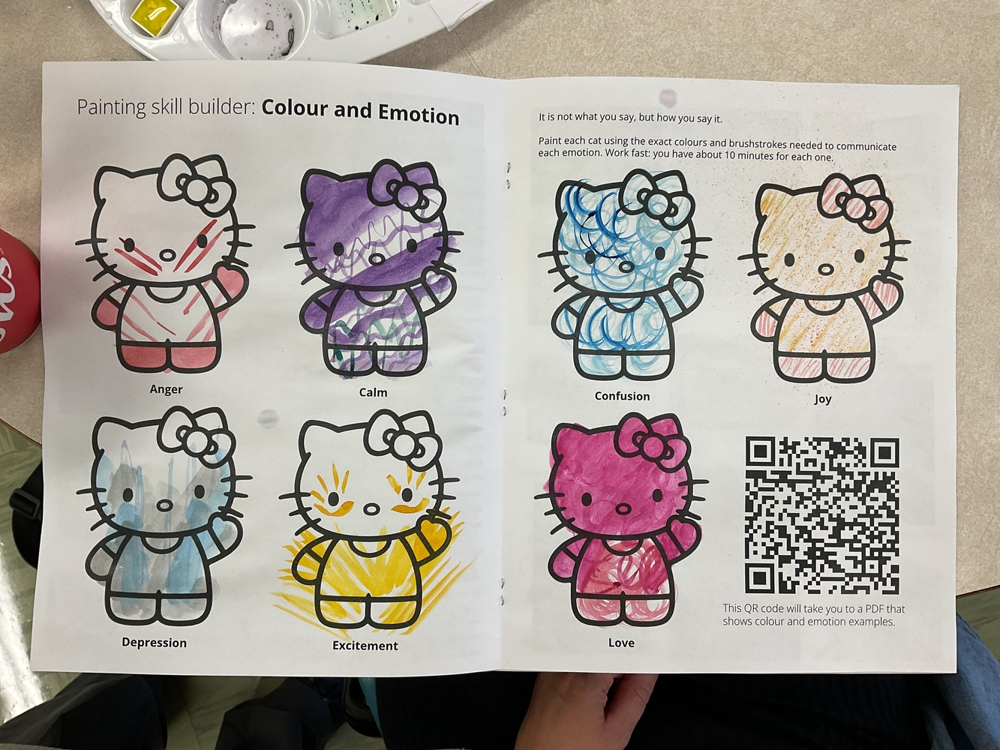 Painting skill builder: Colour and Emotion
Anger
Calm
Depression
Excitement
It is not what you say, but how you say it.
Paint each cat using the exact colours and brushstrokes needed to communicate
each emotion. Work fast: you have about 10 minutes for each one.
Confusion
Joy
Love
This QR code will take you to a PDF that
shows colour and emotion examples.